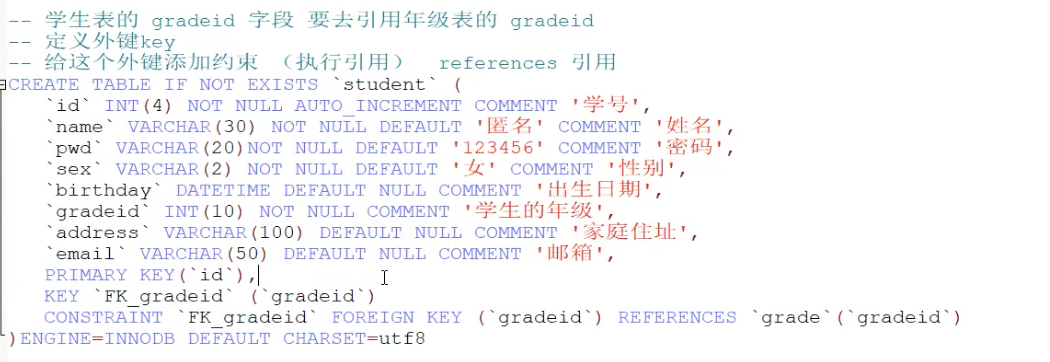 -- 学生表的 gradeid 字段 要去引用年级表的 gradeid
-- 定义外键key
-- 给这个外键添加约束 （执行引用） references 引用
CREATE TABLE IF NOT EXISTS `student` (
`id` INT(4) NOT NULL AUTO_INCREMENT COMMENT '学号',
`name` VARCHAR(30) NOT NULL DEFAULT '匿名' COMMENT '姓名',
`pwd` VARCHAR(20)NOT NULL DEFAULT '123456' COMMENT '密码',
`sex` VARCHAR(2) NOT NULL DEFAULT '女' COMMENT '性别',
`birthday` DATETIME DEFAULT NULL COMMENT '出生日期',
`gradeid` INT(10) NOT NULL COMMENT '学生的年级',
`address` VARCHAR(100) DEFAULT NULL COMMENT '家庭住址',
`email` VARCHAR(50) DEFAULT NULL COMMENT '邮箱',
PRIMARY KEY(`id`),
KEY `FK_gradeid` (`gradeid`)
CONSTRAINT `FK_gradeid` FOREIGN KEY (`gradeid`) REFERENCES `grade`(`gradeid`)
)ENGINE=INNODB DEFAULT CHARSET=utf8